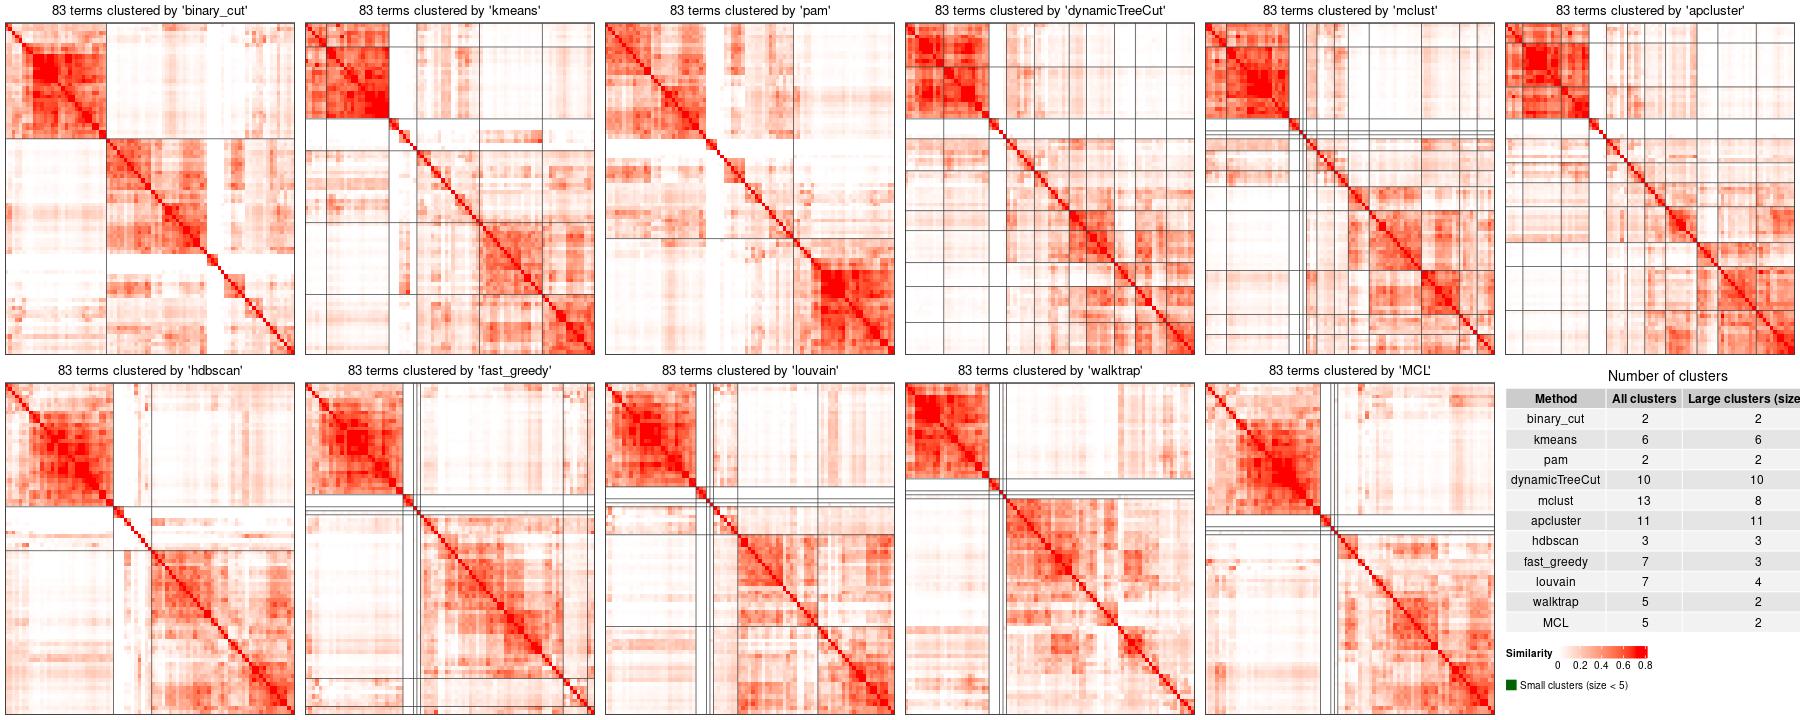 83 terms clustered by 'binary_cut'
83 terms clustered by 'kmeans'
83 terms clustered by 'pam'
83 terms clustered by 'dynamicTreeCut'
83 terms clustered by 'mclust'
83 terms clustered by 'apcluster'
83 terms clustered by 'hdbscan'
83 terms clustered by 'fast_greedy'
83 terms clustered by 'louvain'
83 terms clustered by 'walktrap'
83 terms clustered by 'MCL'
Number of clusters
Method All clusters Large clusters (size
binary_cut 2 2
kmeans 6 6
pam 2 2
dynamicTreeCut 10 10
mclust 13 8
apcluster 11 11
hdbscan 3 3
fast_greedy 7 3
louvain 7 4
walktrap 5 2
MCL 5 2
Similarity
0 0.2 0.4 0.6 0.8
Small clusters (size < 5)